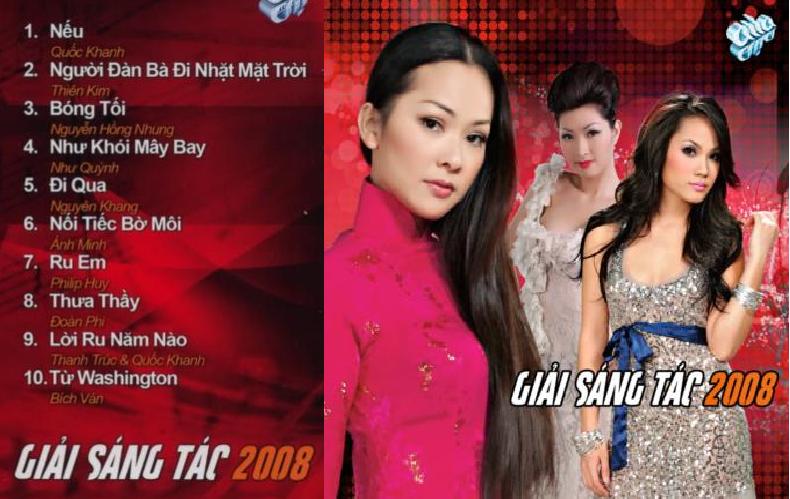 1. Nếu
Quốc Khanh
2. Người Đàn Bà Đi Nhặt Mặt Trời
Thiên Kim
3. Bóng Tối
Nguyễn Hồng Nhung
4. Như Khói Mây Bay
Như Quỳnh
5. Đi Qua
Nguyên Khang
6. Nối Tiếc Bờ Môi
Ánh Minh
7. Ru Em
Philip Huy
8. Thưa Thầy
Đoàn Phi
9. Lời Ru Năm Nào
Thanh Trúc & Quốc Khanh
10. Từ Washington
Bích Vân
GIẢI SÁNG TÁC 2008
Asia
GIẢI SÁNG TÁC 2008